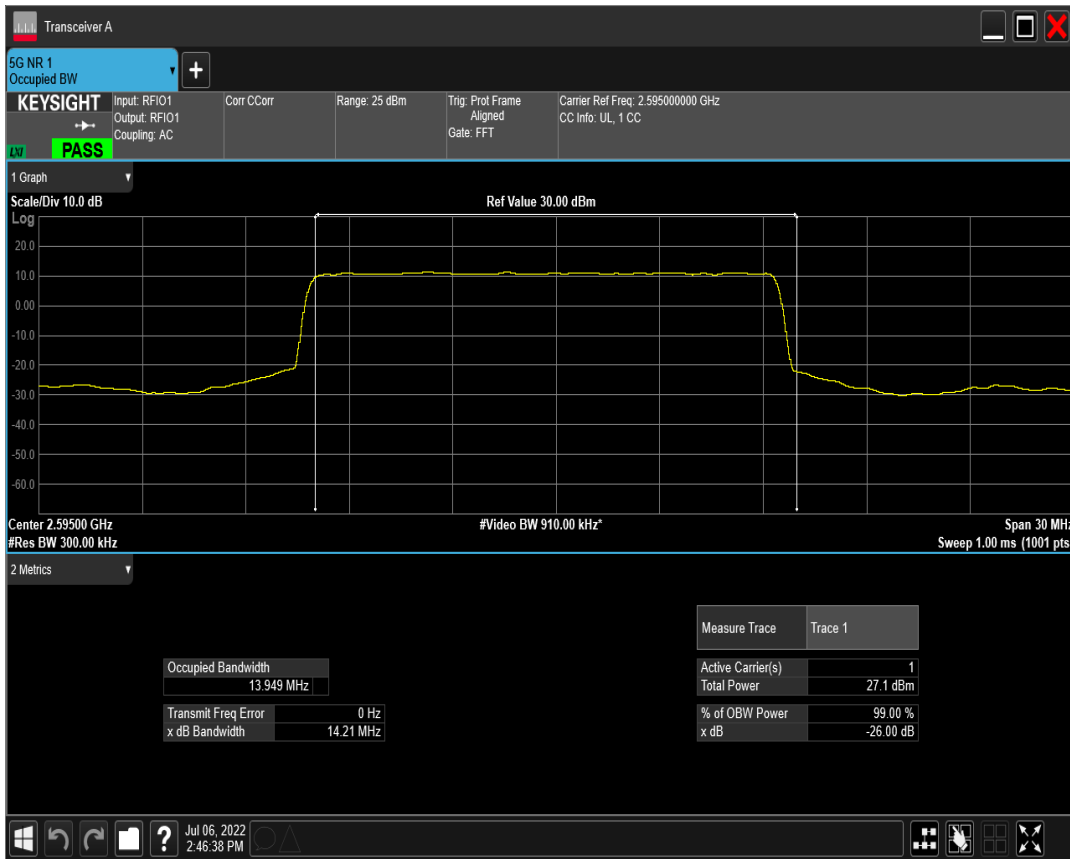 Transceiver A
5G NR 1
Occupied BW
KEYSIGHT
LXI
PASS
Input: RFIO1
Output: RFIO1
Coupling: AC
Corr CCorr
Range: 25 dBm
Trig: Prot Frame
Aligned
Gate: FFT
Carrier Ref Freq: 2.595000000 GHz
CC Info: UL, 1 CC
1 Graph
Scale/Div 10.0 dB
Ref Value 30.00 dBm
Log
20.0
10.0
0.00
-10.0
-20.0
-30.0
-40.0
-50.0
-60.0
Center 2.59500 GHz
#Video BW 910.00 kHz*
Span 30 MHz
#Res BW 300.00 kHz
Sweep 1.00 ms (1001 pts
2 Metrics
Measure Trace Trace 1
Occupied Bandwidth
13.949 MHz
Active Carrier(s) 1
Total Power 27.1 dBm
Transmit Freq Error 0 Hz
x dB Bandwidth 14.21 MHz
% of OBW Power 99.00 %
x dB -26.00 dB
?
Jul 06, 2022
2:46:38 PM